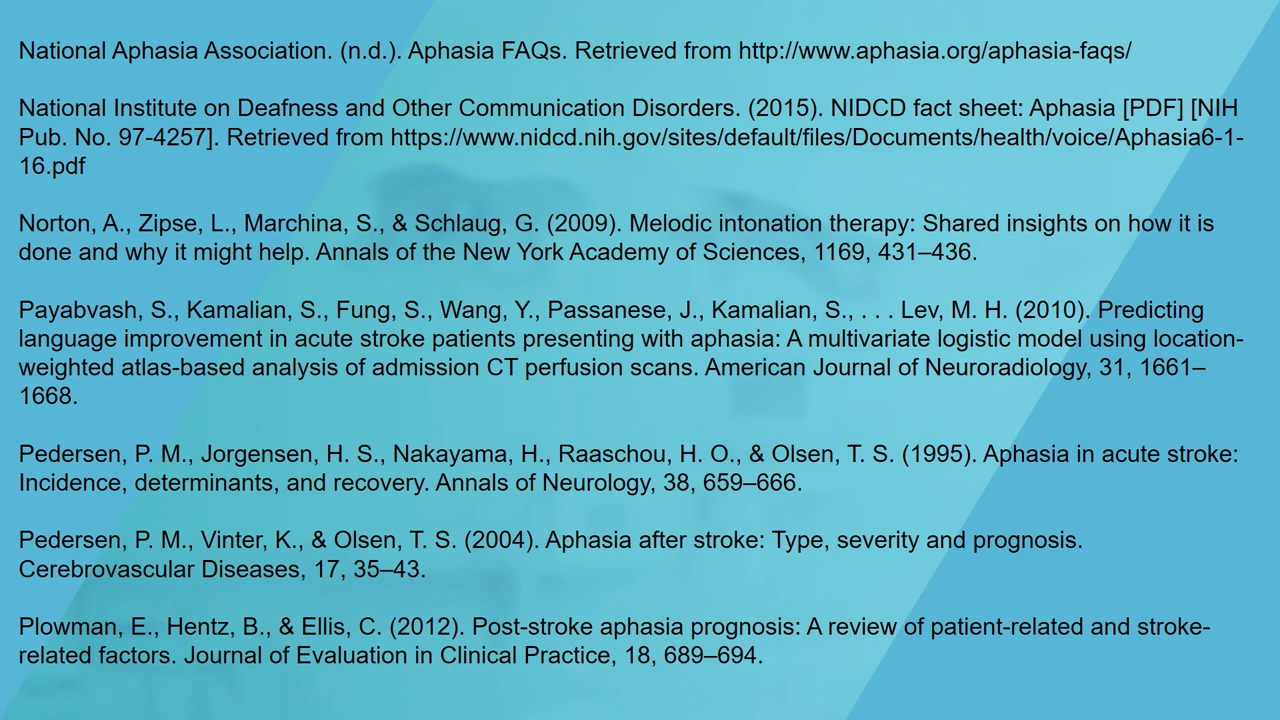 National Aphasia Association. (n.d.). Aphasia FAQs. Retrieved from http://www.aphasia.org/aphasia-faqs/
National Institute on Deafness and Other Communication Disorders. (2015). NIDCD fact sheet: Aphasia [PDF] [NIH
Pub. No. 97-4257]. Retrieved from https://www.nidcd.nih.gov/sites/default/files/Documents/health/voice/Aphasia6-1-
16.pdf
Norton, A., Zipse, L., Marchina, S., & Schlaug, G. (2009). Melodic intonation therapy: Shared insights on how it is
done and why it might help. Annals of the New York Academy of Sciences, 1169, 431–436.
Payabvash, S., Kamalian, S., Fung, S., Wang, Y., Passanese, J., Kamalian, S., . . . Lev, M. H. (2010). Predicting
language improvement in acute stroke patients presenting with aphasia: A multivariate logistic model using location-
weighted atlas-based analysis of admission CT perfusion scans. American Journal of Neuroradiology, 31, 1661–
1668.
Pedersen, P. M., Jorgensen, H. S., Nakayama, H., Raaschou, H. O., & Olsen, T. S. (1995). Aphasia in acute stroke:
Incidence, determinants, and recovery. Annals of Neurology, 38, 659–666.
Pedersen, P. M., Vinter, K., & Olsen, T. S. (2004). Aphasia after stroke: Type, severity and prognosis.
Cerebrovascular Diseases, 17, 35–43.
Plowman, E., Hentz, B., & Ellis, C. (2012). Post-stroke aphasia prognosis: A review of patient-related and stroke-
related factors. Journal of Evaluation in Clinical Practice, 18, 689–694.